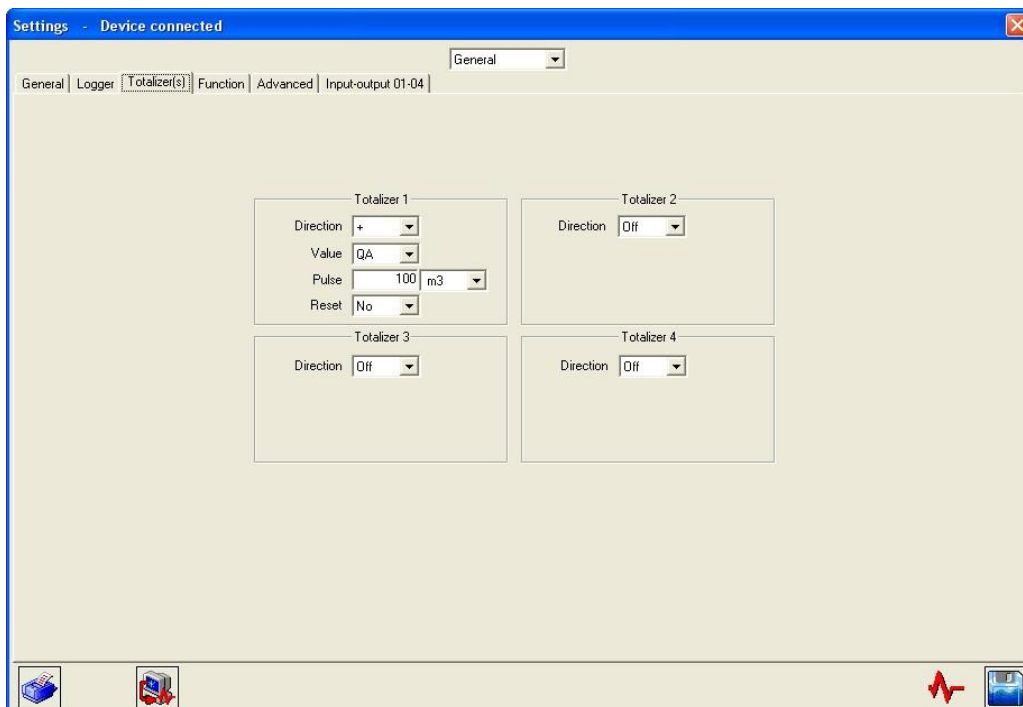 Settings - Device connected
General
General Logger Totalizer(s) Function Advanced Input-output 01-04
Totalizer 1
Direction +
Value QA
Pulse 100 m3
Reset No
Totalizer 2
Direction Off
Totalizer 3
Direction Off
Totalizer 4
Direction Off